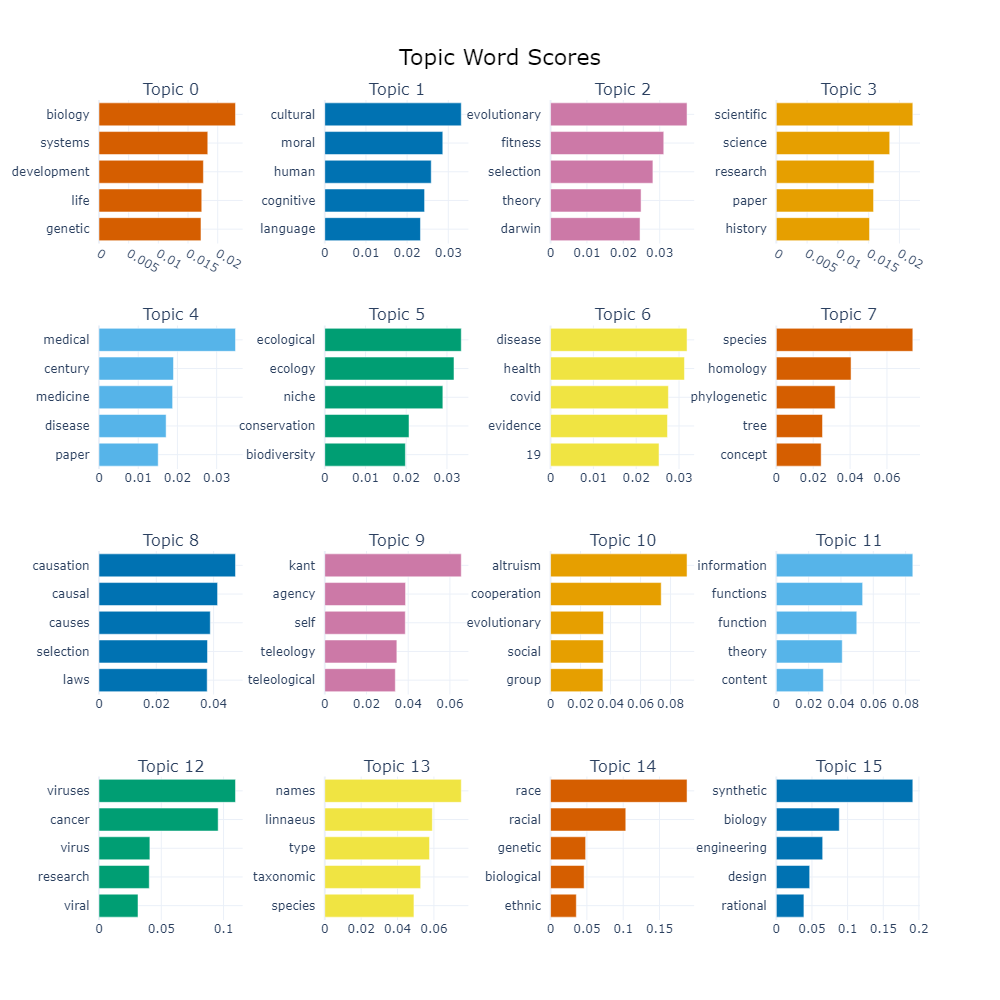 Topic Word Scores
Topic 0
biology
systems
development
life
genetic
0 0.005 0.01 0.015 0.02
Topic 1
cultural
moral
human
cognitive
language
0 0.01 0.02 0.03
Topic 2
evolutionary
fitness
selection
theory
darwin
0 0.01 0.02 0.03
Topic 3
scientific
science
research
paper
history
0 0.005 0.01 0.015 0.02
Topic 4
medical
century
medicine
disease
paper
0 0.01 0.02 0.03
Topic 5
ecological
ecology
niche
conservation
biodiversity
0 0.01 0.02 0.03
Topic 6
disease
health
covid
evidence
19
0 0.01 0.02 0.03
Topic 7
species
homology
phylogenetic
tree
concept
0 0.02 0.04 0.06
Topic 8
causation
causal
causes
selection
laws
0 0.02 0.04
Topic 9
kant
agency
self
teleology
teleological
0 0.02 0.04 0.06
Topic 10
altruism
cooperation
evolutionary
social
group
0 0.02 0.04 0.06 0.08
Topic 11
information
functions
function
theory
content
0 0.02 0.04 0.06 0.08
Topic 12
viruses
cancer
virus
research
viral
0 0.05 0.1
Topic 13
names
linnaeus
type
taxonomic
species
0 0.02 0.04 0.06
Topic 14
race
racial
genetic
biological
ethnic
0 0.05 0.1 0.15
Topic 15
synthetic
biology
engineering
design
rational
0 0.05 0.1 0.15 0.2